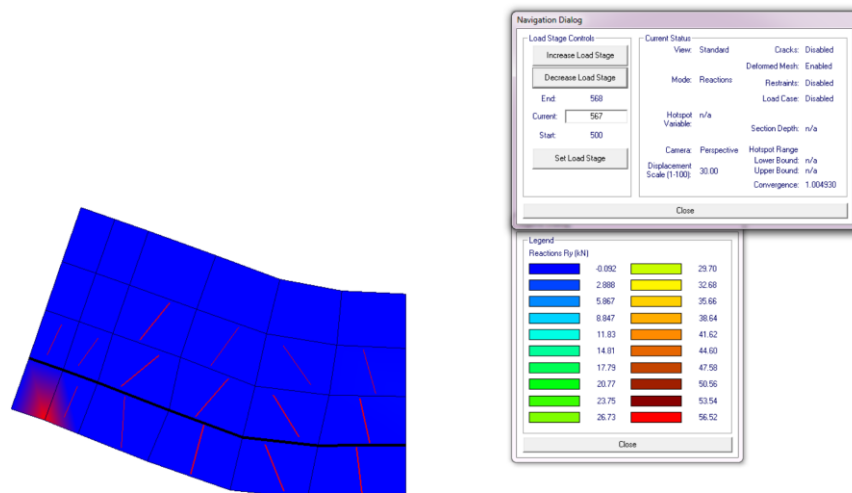 Navigation Dialog
Load Stage Controls
Increase Load Stage
Decrease Load Stage
End: 568
Current: 567
Start: 500
Set Load Stage
Current Status
View: Standard Cracks: Disabled
Deformed Mesh: Enabled
Mode: Reactions Restraints: Disabled
Load Case: Disabled
Hotspot Variable: n/a
Section Depth: n/a
Camera: Perspective Hotspot Range
Lower Bound: n/a
Displacement Scale (1-100): 30.00 Upper Bound: n/a
Convergence: 1.004930
Close
Legend
Reactions Ry (kN)
-0.092 29.70
2.888 32.68
5.867 35.66
8.847 38.64
11.83 41.62
14.81 44.60
17.79 47.58
20.77 50.56
23.75 53.54
26.73 56.52
Close